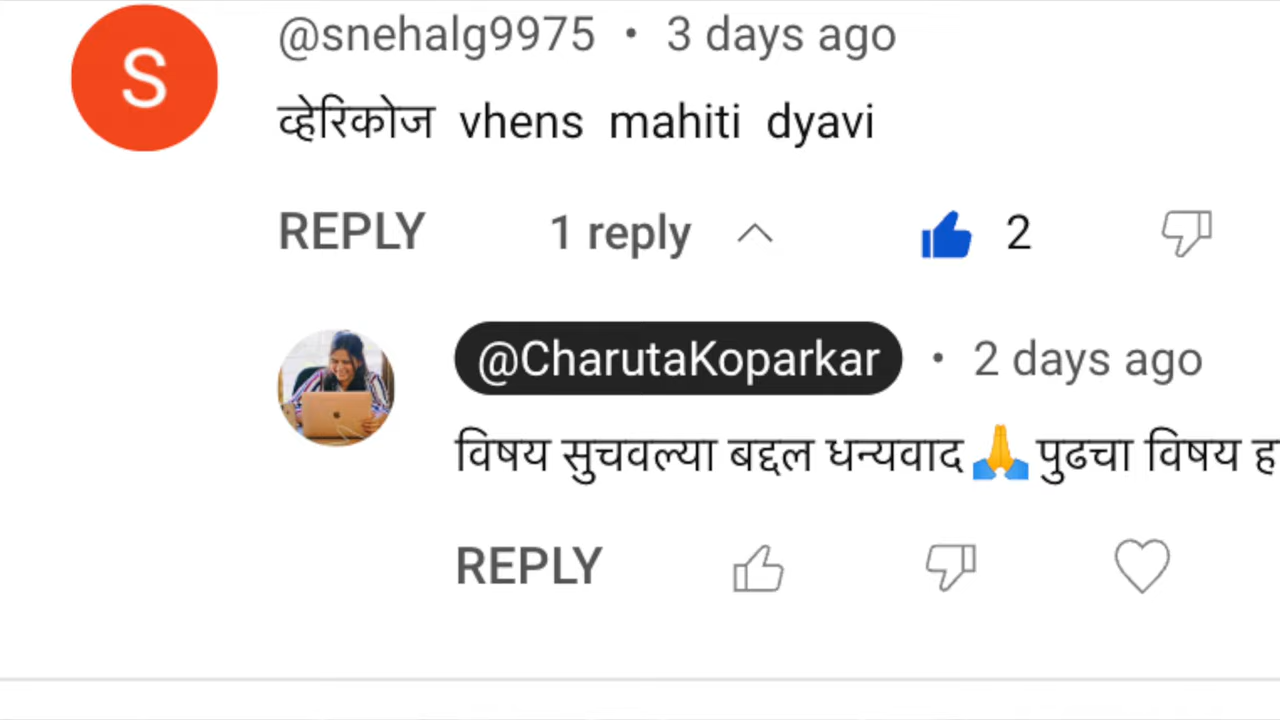 S
@snehalg9975 • 3 days ago
व्हेरिकोज vhens mahiti dyavi
REPLY 1 reply 2
@CharutaKoparkar • 2 days ago
विषय सुचवल्या बद्दल धन्यवाद🙏पुढचा विषय ह
REPLY